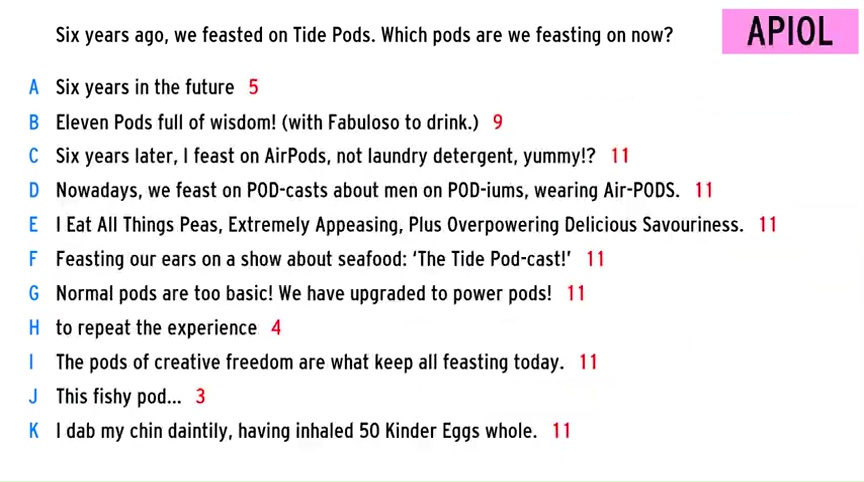 Six years ago, we feasted on Tide Pods. Which pods are we feasting on now?
APIOL
A Six years in the future 5
B Eleven Pods full of wisdom! (with Fabuloso to drink.) 9
C Six years later, I feast on AirPods, not laundry detergent, yummy!? 11
D Nowadays, we feast on POD-casts about men on POD-iums, wearing Air-PODS. 11
E I Eat All Things Peas, Extremely Appeasing, Plus Overpowering Delicious Savouriness. 11
F Feasting our ears on a show about seafood: ‘The Tide Pod-cast!’ 11
G Normal pods are too basic! We have upgraded to power pods! 11
H to repeat the experience 4
I The pods of creative freedom are what keep all feasting today. 11
J This fishy pod... 3
K I dab my chin daintily, having inhaled 50 Kinder Eggs whole. 11